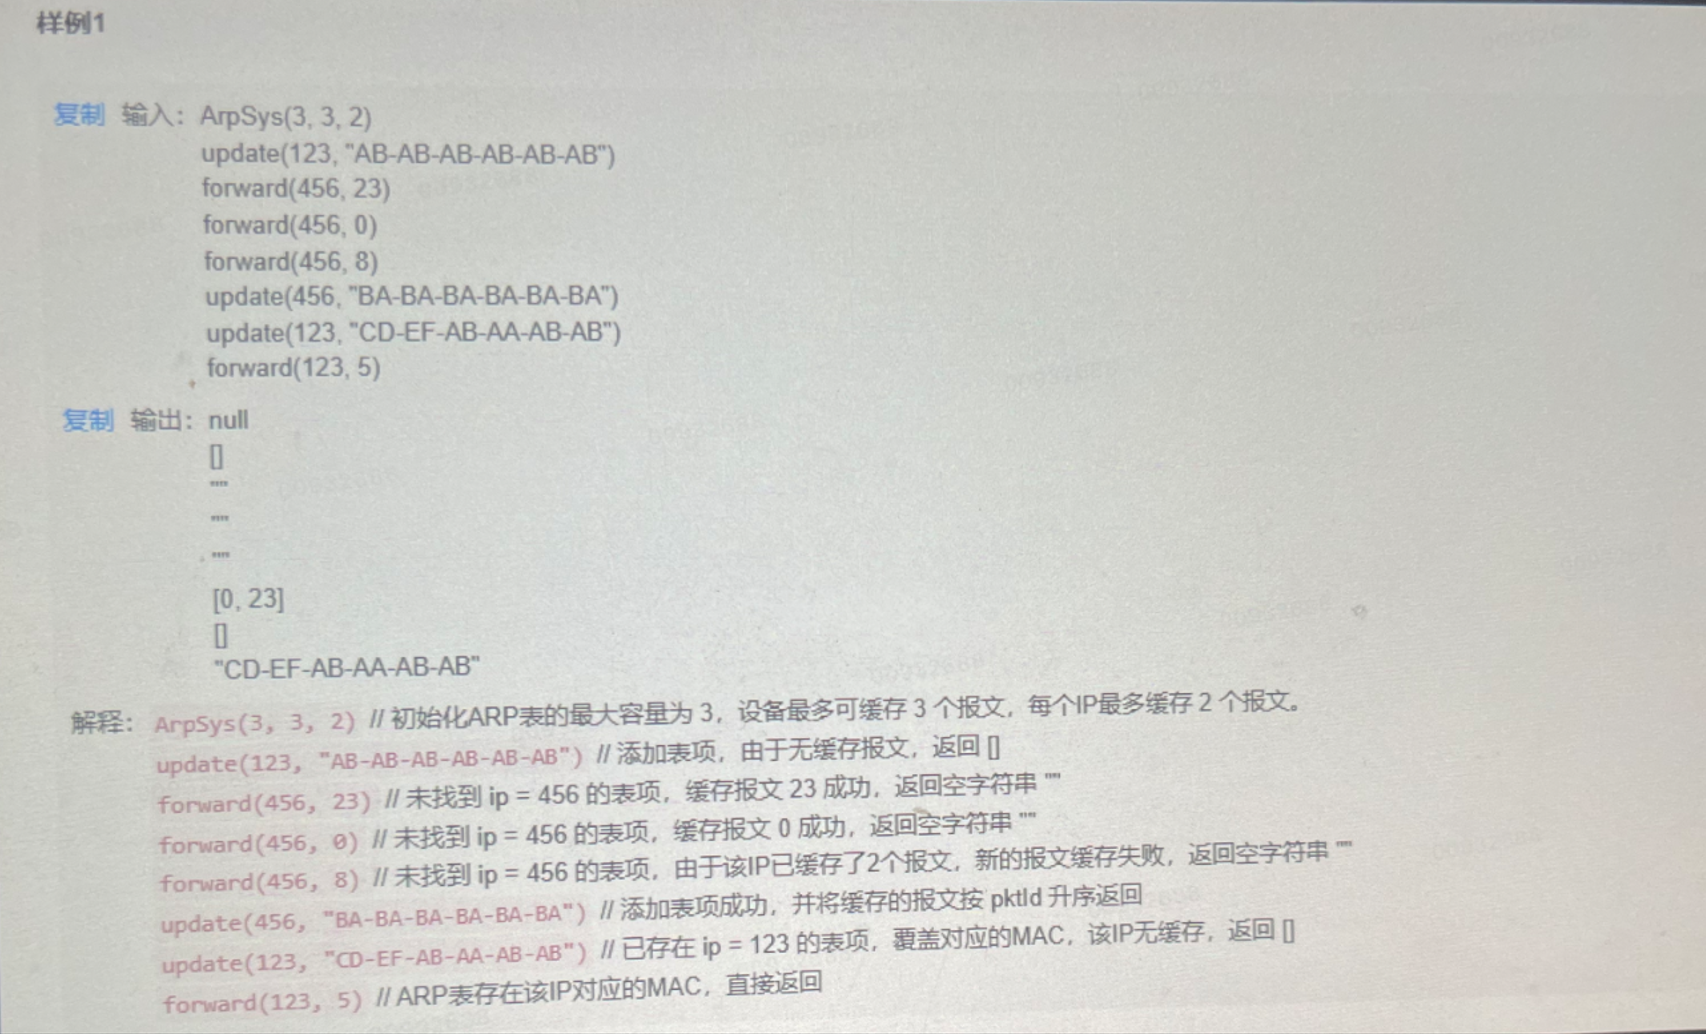 样例1
复制 输入：ArpSys(3, 3, 2)
update(123, "AB-AB-AB-AB-AB-AB")
forward(456, 23)
forward(456, 0)
forward(456, 8)
update(456, "BA-BA-BA-BA-BA-BA")
update(123, "CD-EF-AB-AA-AB-AB")
forward(123, 5)
复制 输出：null
[]
""
""
""
[0, 23]
[]
"CD-EF-AB-AA-AB-AB"
解释：ArpSys(3, 3, 2) // 初始化ARP表的最大容量为 3，设备最多可缓存 3 个报文，每个IP最多缓存 2 个报文。
update(123, "AB-AB-AB-AB-AB-AB") // 添加表项，由于无缓存报文，返回 []
forward(456, 23) // 未找到 ip = 456 的表项，缓存报文 23 成功，返回空字符串 ""
forward(456, 0) // 未找到 ip = 456 的表项，缓存报文 0 成功，返回空字符串 ""
forward(456, 8) // 未找到 ip = 456 的表项，由于该IP已缓存了2个报文，新的报文缓存失败，返回空字符串 ""
update(456, "BA-BA-BA-BA-BA-BA") // 添加表项成功，并将缓存的报文按 pktId 升序返回
update(123, "CD-EF-AB-AA-AB-AB") // 已存在 ip = 123 的表项，覆盖对应的MAC，该IP无缓存，返回 []
forward(123, 5) // ARP表存在该IP对应的MAC，直接返回